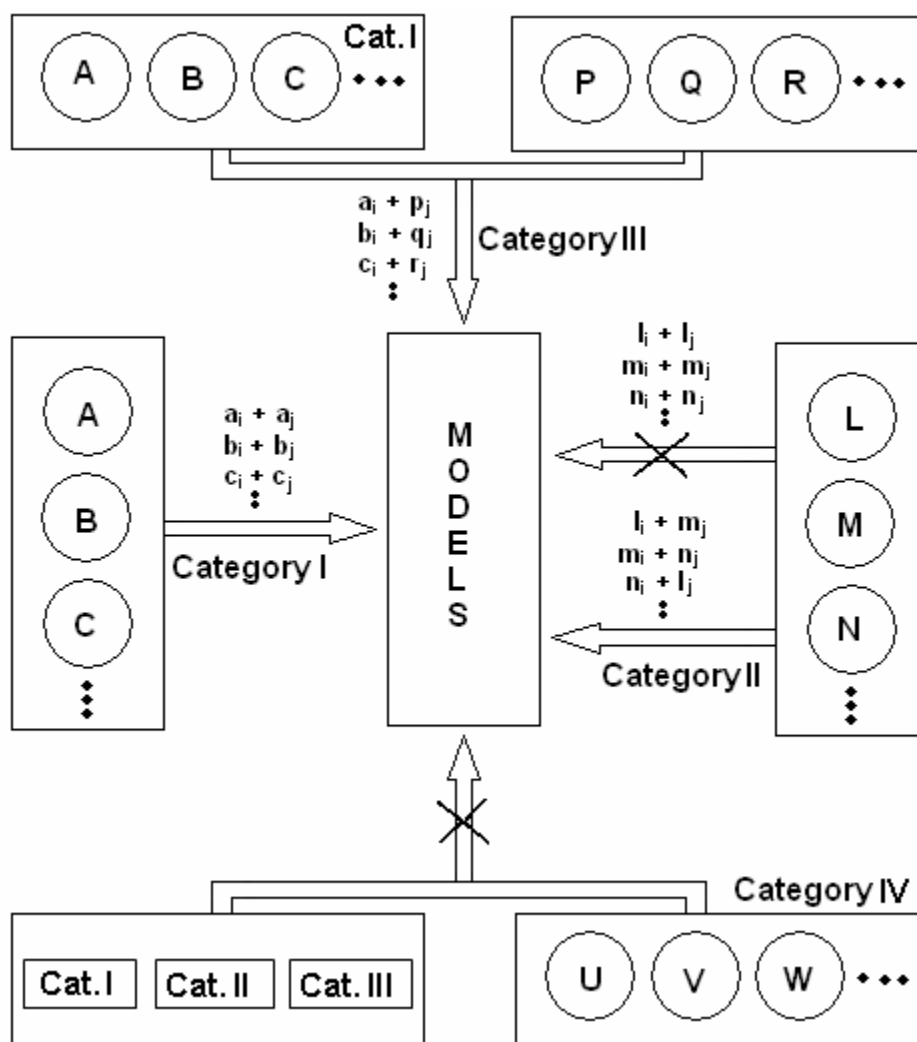 Cat. I
A B C •••
P Q R •••
aᵢ + pⱼ
bᵢ + qⱼ
cᵢ + rⱼ
Category III
A
B
C
aᵢ + aⱼ
bᵢ + bⱼ
cᵢ + cⱼ
Category I
MODELS
lᵢ + lⱼ
mᵢ + mⱼ
nᵢ + nⱼ
lᵢ + mⱼ
mᵢ + nⱼ
nᵢ + lⱼ
Category II
L
M
N
Category IV
Cat. I Cat. II Cat. III
U V W •••